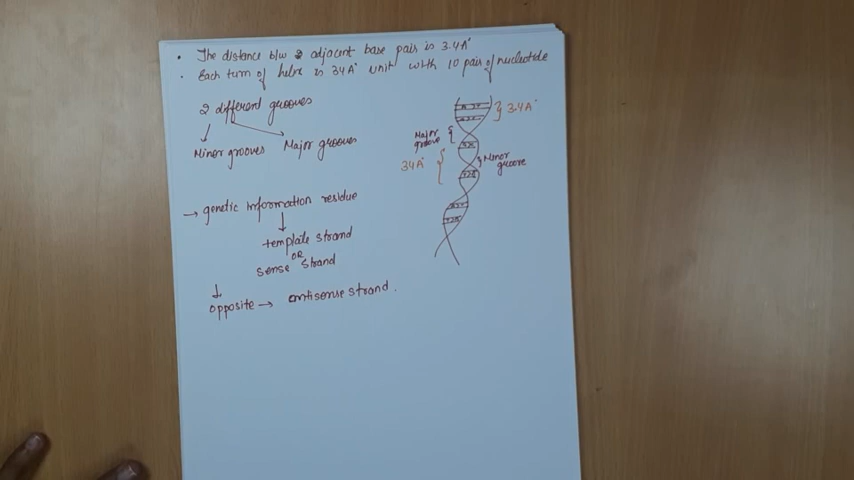 • The distance b/w 2 adjacent base pair is 3.4A°
• Each turn of helix is 34A° unit with 10 pair of nucleotide
2 different grooves
Minor grooves Major grooves
→ genetic information residue
template strand
OR
sense strand
opposite → antisense strand.
3.4A°
Major groove
34A°
Minor groove